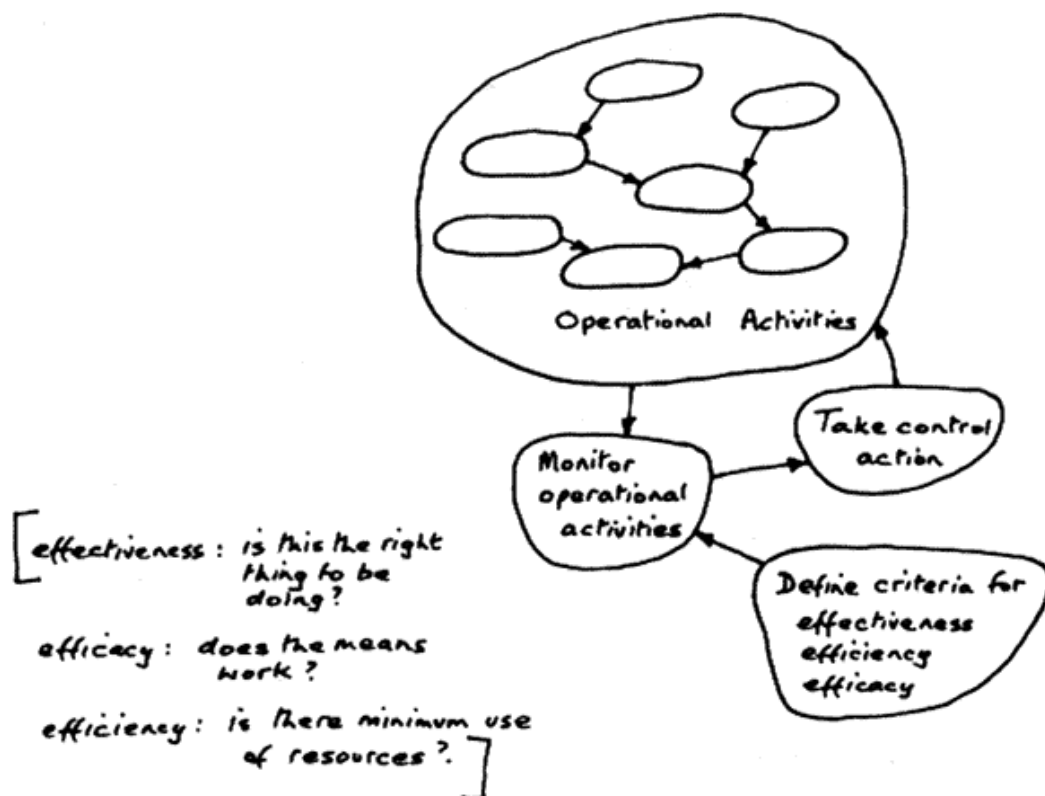 Operational Activities
Take control
action
Monitor
operational
activities
Define criteria for
effectiveness
efficiency
efficacy
effectiveness : is this the right
thing to be
doing?
efficacy : does the means
work?
efficiency : is there minimum use
of resources?.